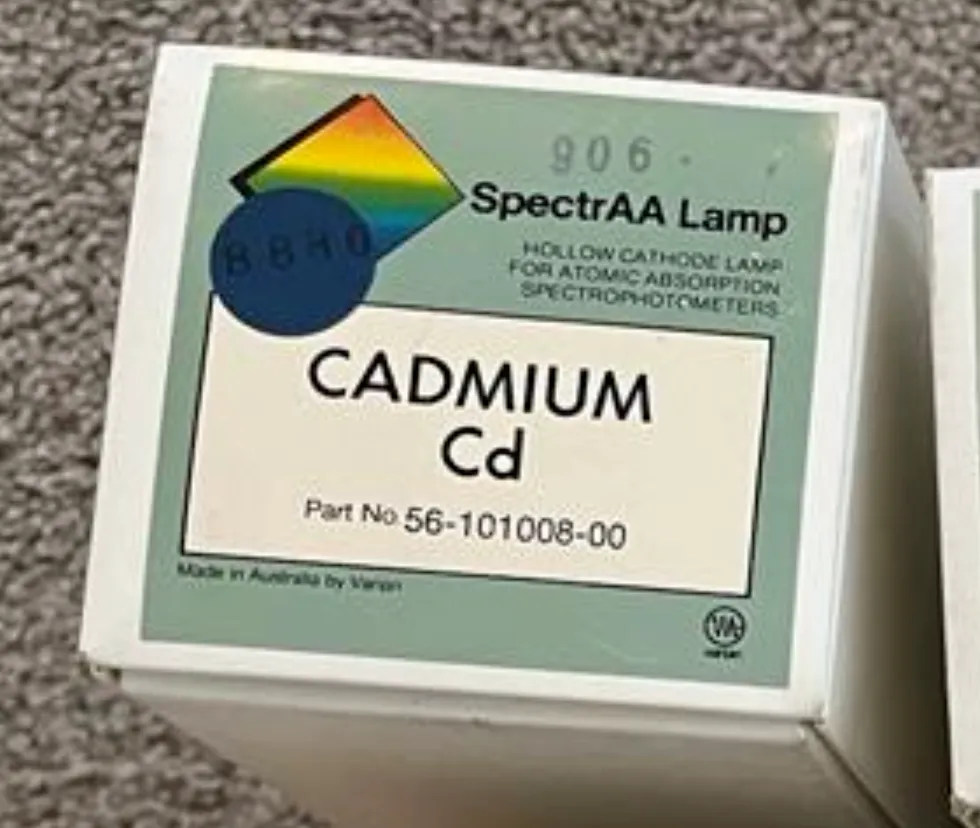 906
SpectrAA Lamp
HOLLOW CATHODE LAMP
FOR ATOMIC ABSORPTION
SPECTROPHOTOMETERS
CADMIUM
Cd
Part No 56-101008-00
Made in Australia by Varian
varian